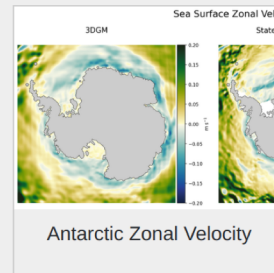 Sea Surface Zonal Vel
3DGM
State
0.20
0.15
0.10
0.05
0.00
-0.05
-0.10
-0.15
-0.20
m s⁻¹
Antarctic Zonal Velocity